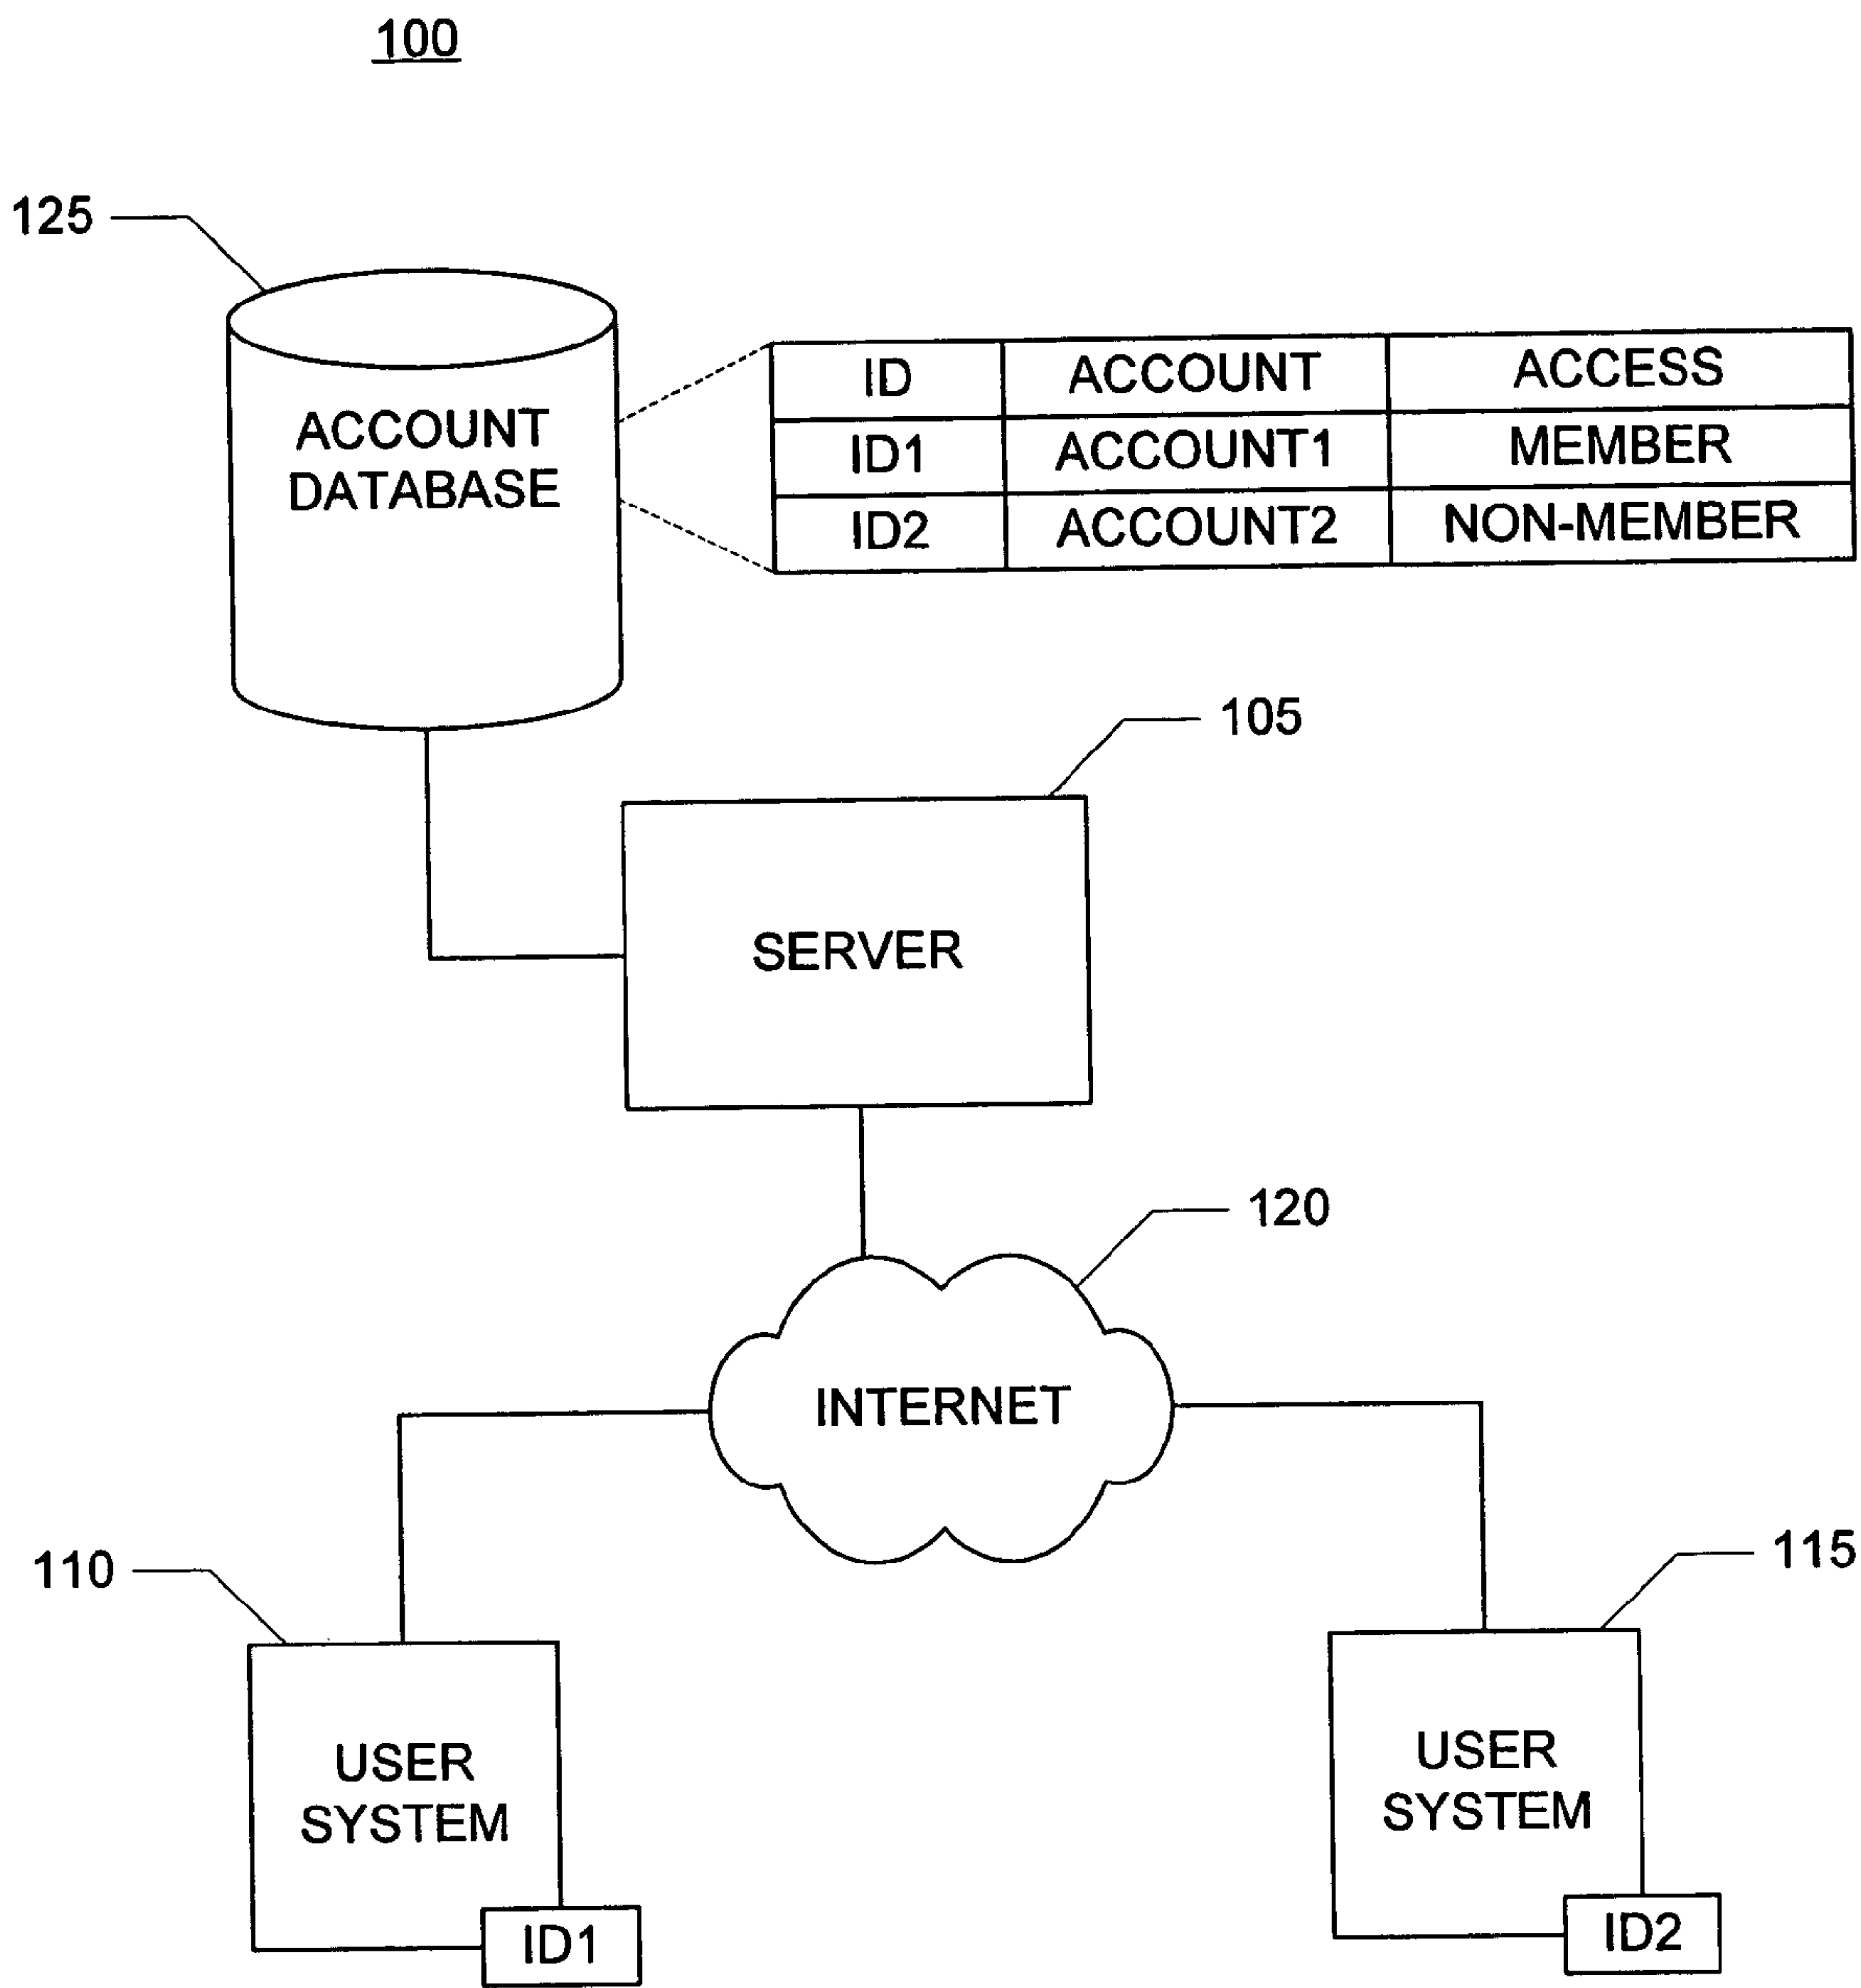 100
125
ACCOUNT
DATABASE
ID ACCOUNT ACCESS
ID1 ACCOUNT1 MEMBER
ID2 ACCOUNT2 NON-MEMBER
105
SERVER
120
INTERNET
110
USER
SYSTEM
ID1
115
USER
SYSTEM
ID2